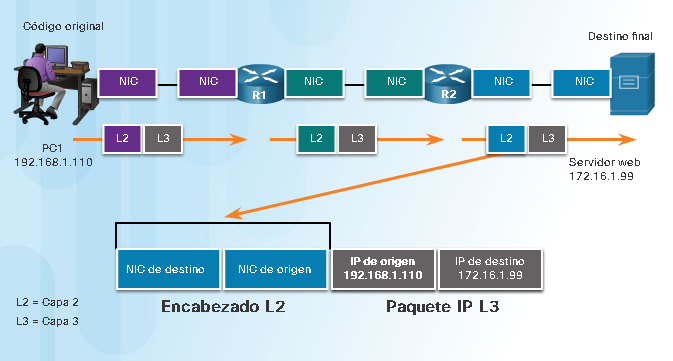 Código original
Destino final
NIC
NIC
NIC
NIC
NIC
NIC
R1
R2
L2
L3
L2
L3
L2
L3
PC1
192.168.1.110
Servidor web
172.16.1.99
NIC de destino
NIC de origen
IP de origen
192.168.1.110
IP de destino
172.16.1.99
Encabezado L2
Paquete IP L3
L2 = Capa 2
L3 = Capa 3